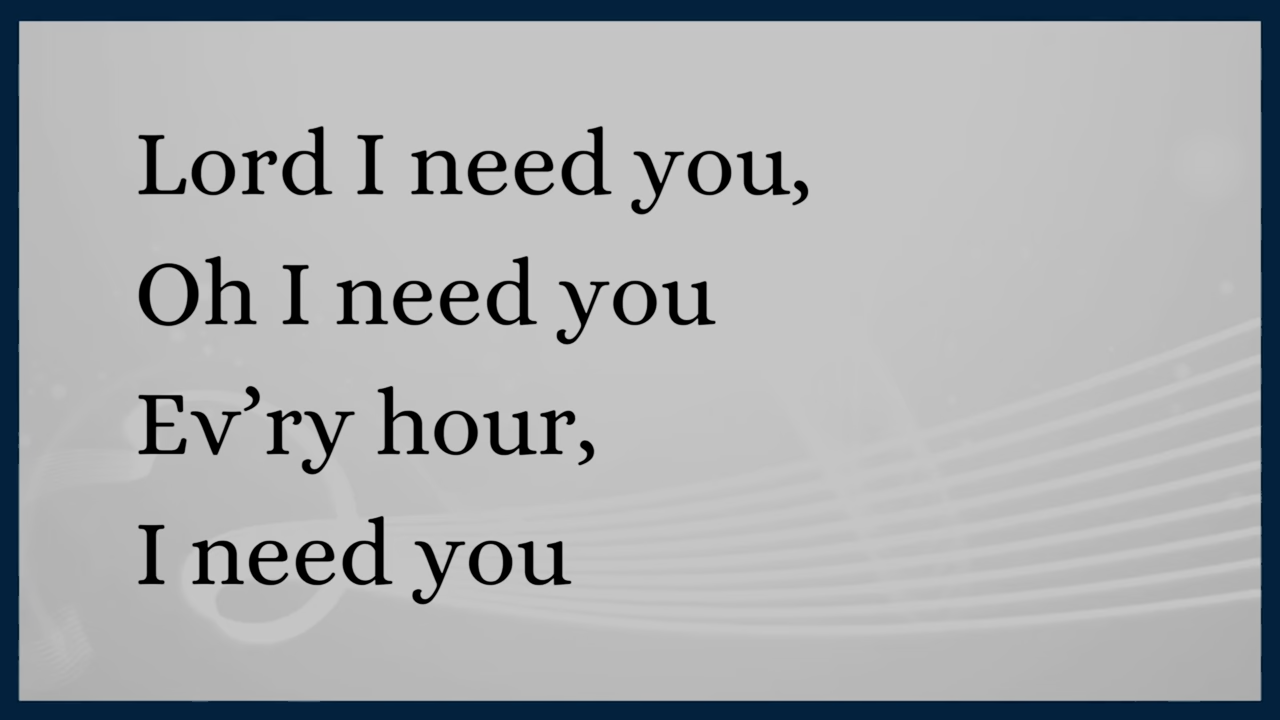 Lord I need you,
Oh I need you
Ev’ry hour,
I need you